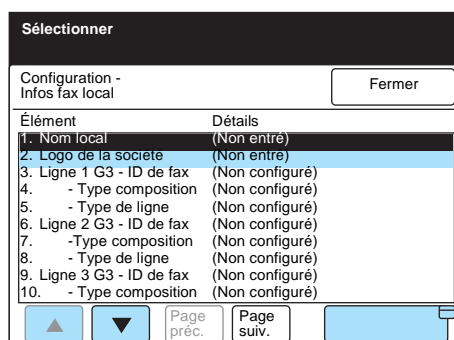 Sélectionner
Configuration -
Infos fax local
Fermer
Élément Détails
1. Nom local (Non entré)
2. Logo de la société (Non entré)
3. Ligne 1 G3 - ID de fax (Non configuré)
4. - Type composition (Non configuré)
5. - Type de ligne (Non configuré)
6. Ligne 2 G3 - ID de fax (Non configuré)
7. -Type composition (Non configuré)
8. - Type de ligne (Non configuré)
9. Ligne 3 G3 - ID de fax (Non configuré)
10. - Type composition (Non configuré)
Page
préc.
Page
suiv.